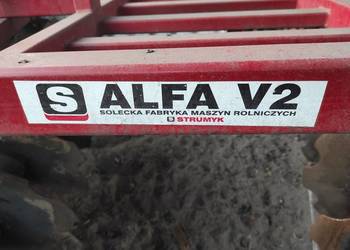 S ALFA V2
SOLECKA FABRYKA MASZYN ROLNICZYCH
S STRUMYK